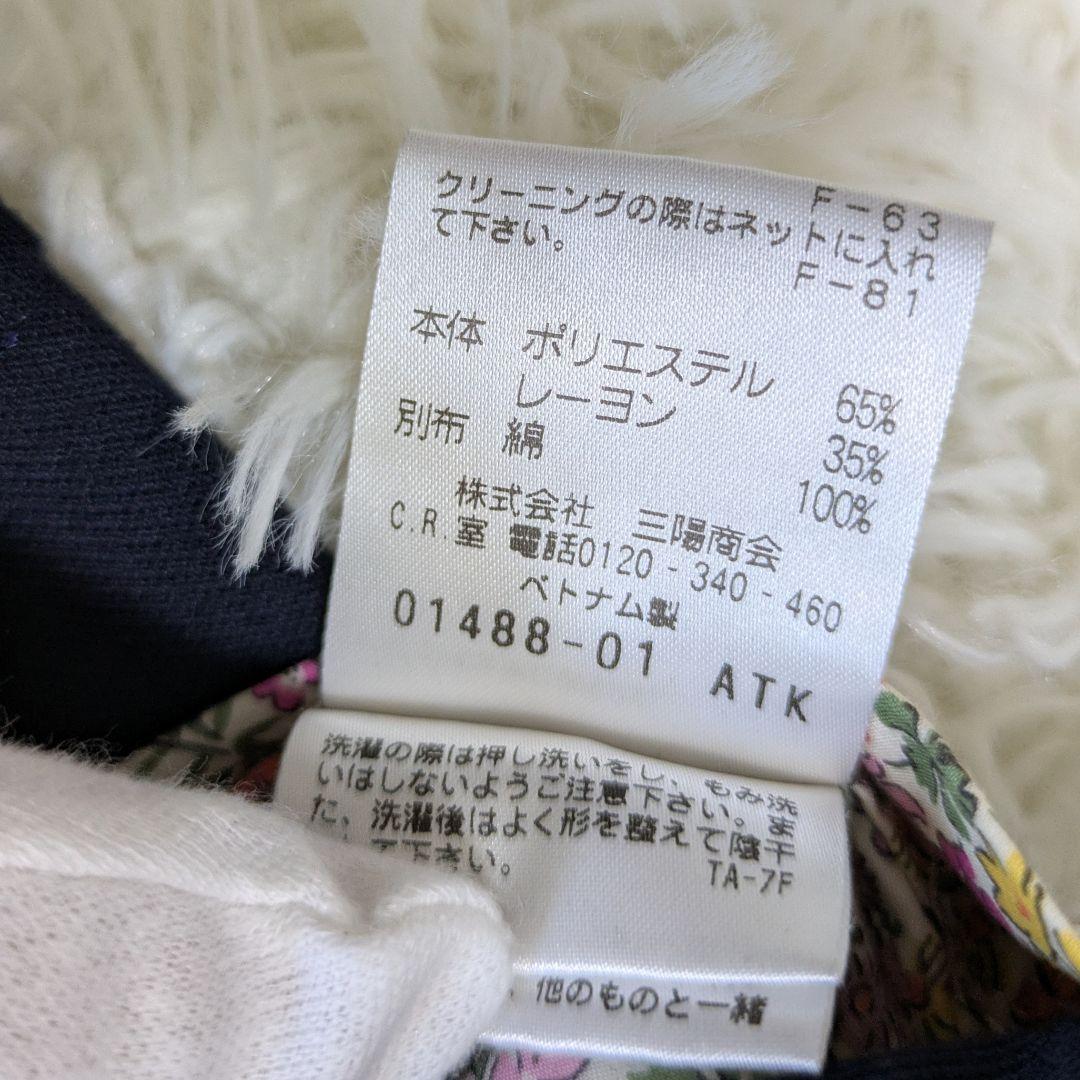 F-63
クリーニングの際はネットに入れ
て下さい。
F-81
本体 ポリエステル 65%
レーヨン 35%
別布 綿 100%
株式会社 三陽商会
C.R.室 電話0120-340-460
ベトナム製
01488-01 ATK
洗濯の際は押し洗いをし、もみ洗
いはしないようご注意下さい。ま
た、洗濯後はよく形を整えて陰干
して下さい。
TA-7F
、他のものと一緒